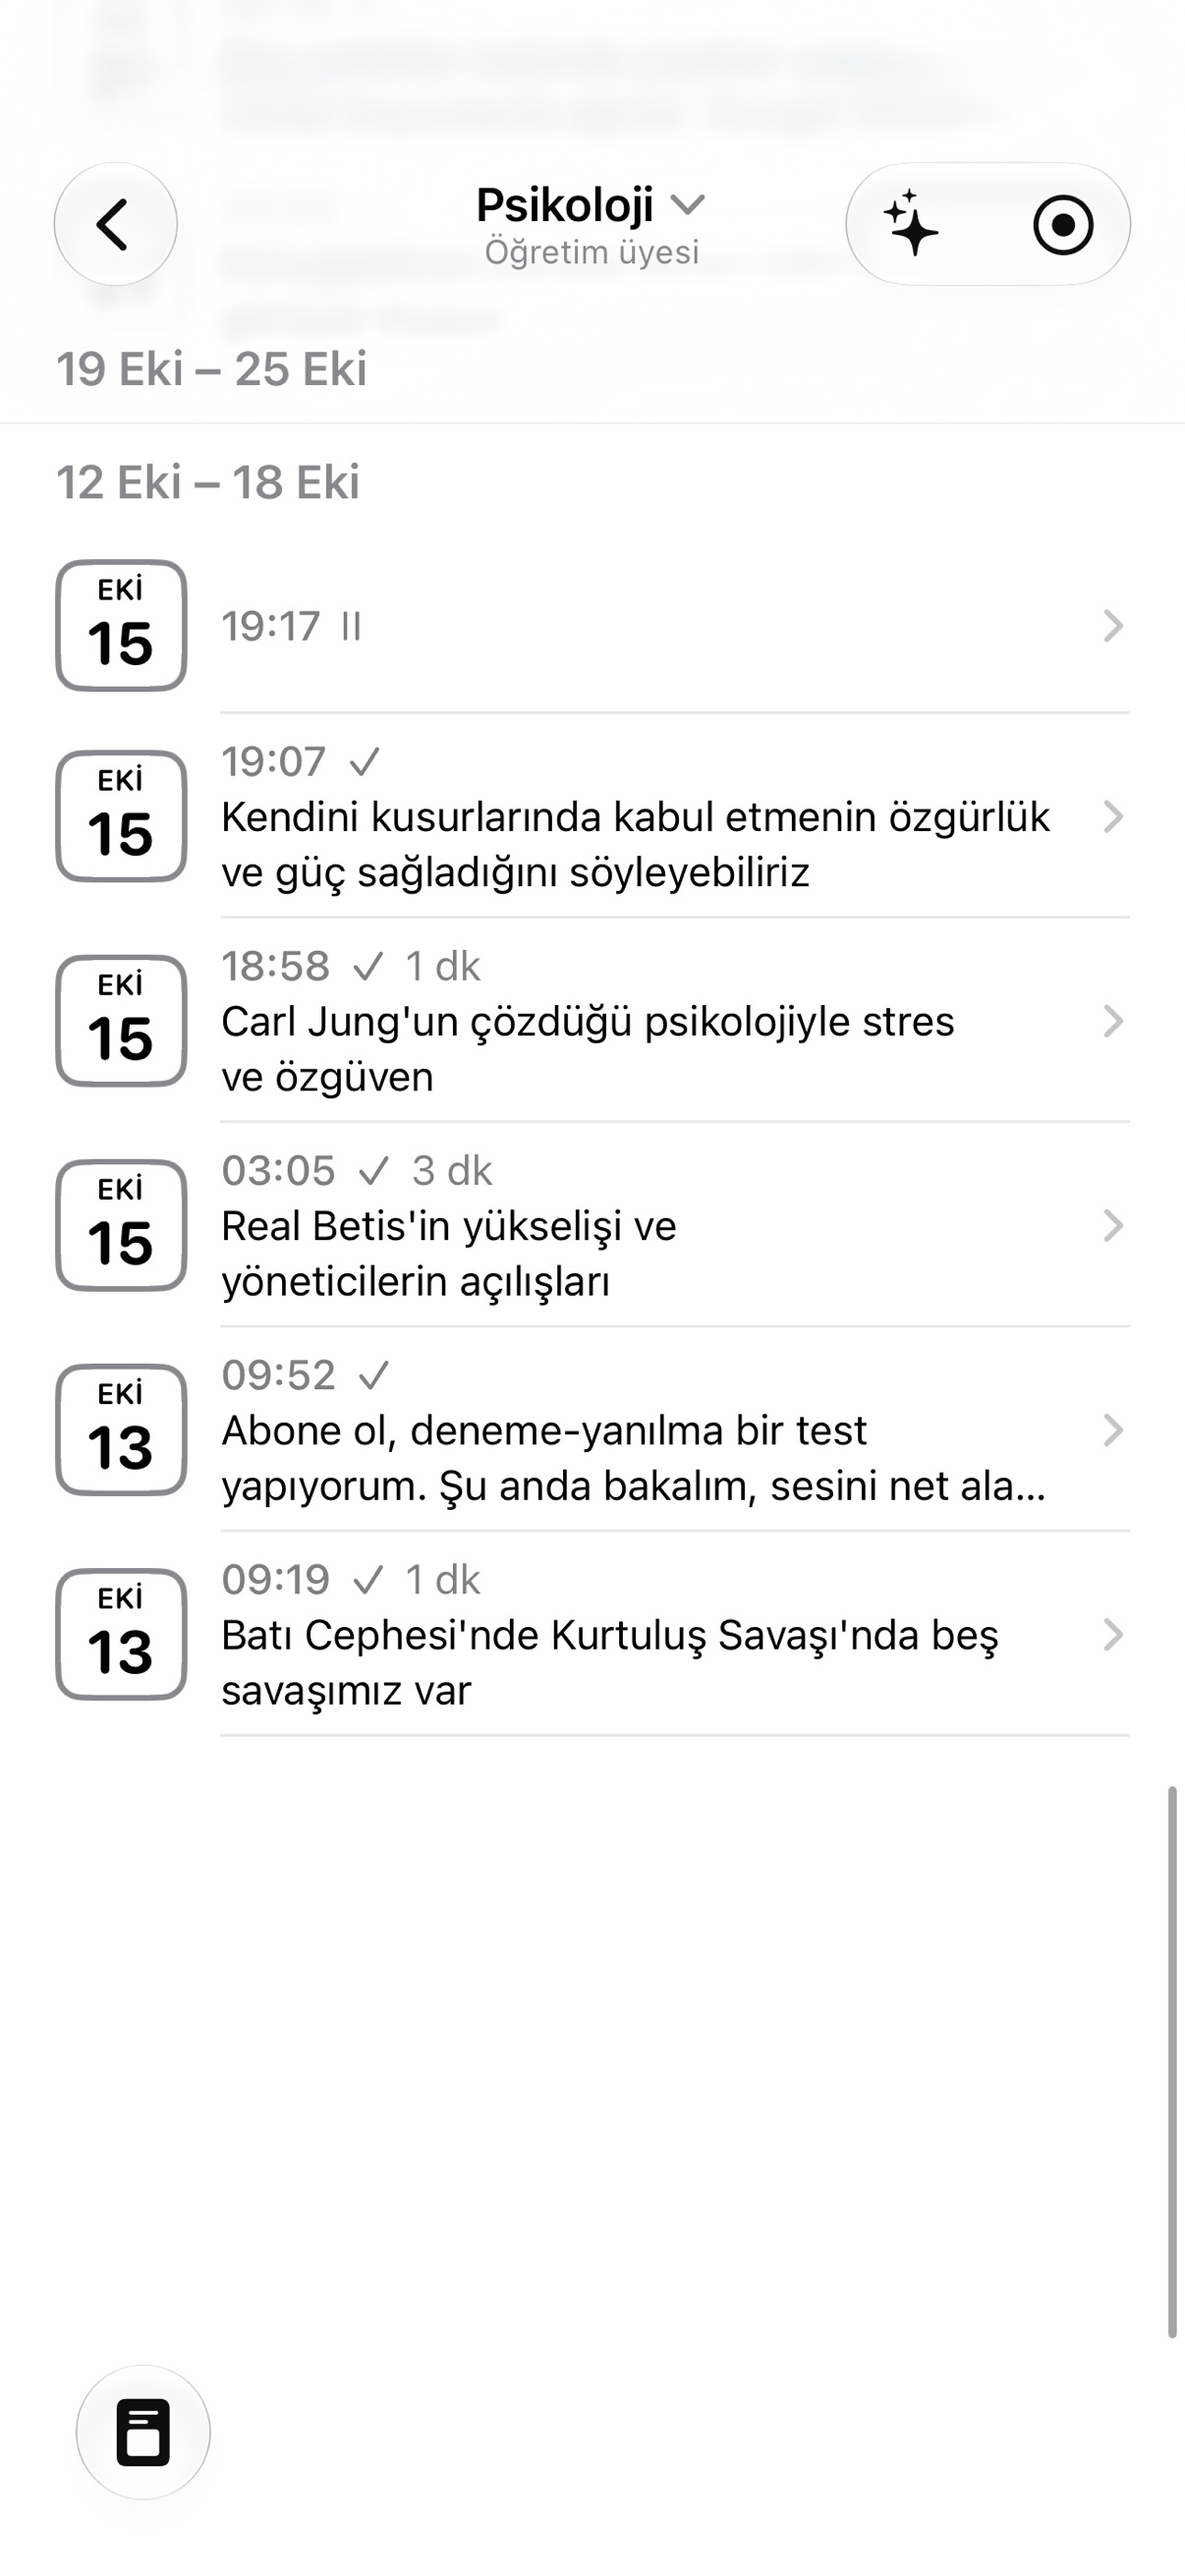 Psikoloji
Öğretim üyesi
19 Eki – 25 Eki
12 Eki – 18 Eki
EKİ
15
19:17
EKİ
15
19:07
Kendini kusurlarında kabul etmenin özgürlük
ve güç sağladığını söyleyebiliriz
EKİ
15
18:58 1 dk
Carl Jung'un çözdüğü psikolojiyle stres
ve özgüven
EKİ
15
03:05 3 dk
Real Betis'in yükselişi ve
yöneticilerin açılışları
EKİ
13
09:52
Abone ol, deneme-yanılma bir test
yapıyorum. Şu anda bakalım, sesini net ala...
EKİ
13
09:19 1 dk
Batı Cephesi'nde Kurtuluş Savaşı'nda beş
savaşımız var